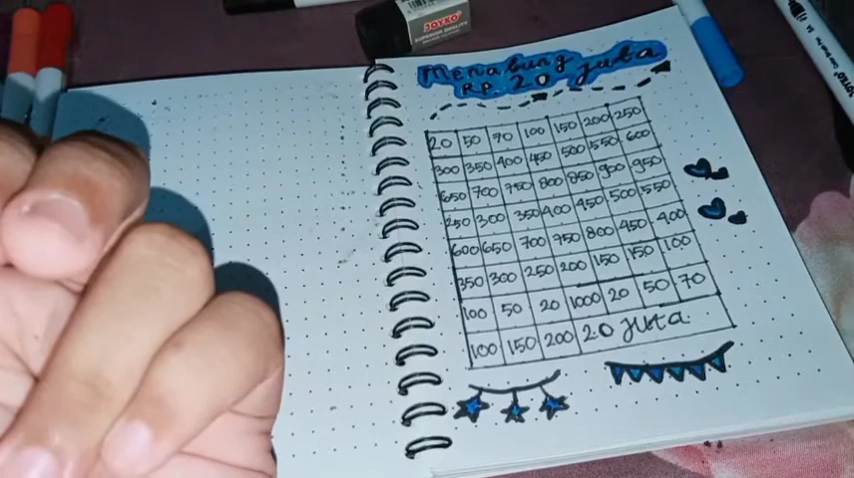 JOYKO
SUPERIOR QUALITY
Menabung
RP. 20 juta
20 50 70 100 150 200 250
300 350 400 450 500 550 600
650 700 750 800 850 900 950
250 300 350 400 450 500 550
600 650 700 750 800 450 400
350 300 250 200 150 150 100
100 50 20 1000 20 50 70
100 150 200 20 juta
JOYKO